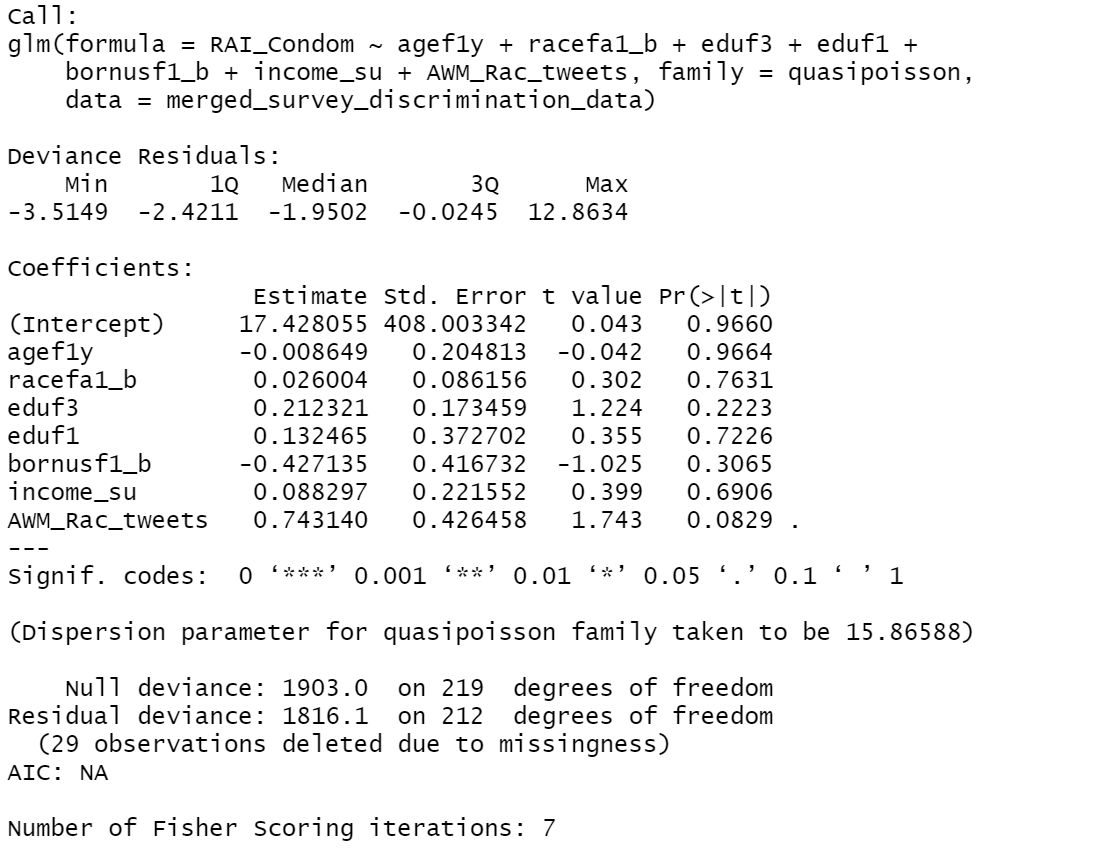 Call:
glm(formula = RAI_Condom ~ agef1y + racefa1_b + eduf3 + eduf1 +
    bornusf1_b + income_su + AWM_Rac_tweets, family = quasipoisson,
    data = merged_survey_discrimination_data)

Deviance Residuals:
    Min       1Q   Median       3Q      Max
-3.5149  -2.4211  -1.9502  -0.0245  12.8634

Coefficients:
                 Estimate Std. Error t value Pr(>|t|)
(Intercept)     17.428055 408.003342   0.043   0.9660
agef1y          -0.008649   0.204813  -0.042   0.9664
racefa1_b        0.026004   0.086156   0.302   0.7631
eduf3            0.212321   0.173459   1.224   0.2223
eduf1            0.132465   0.372702   0.355   0.7226
bornusf1_b      -0.427135   0.416732  -1.025   0.3065
income_su        0.088297   0.221552   0.399   0.6906
AWM_Rac_tweets   0.743140   0.426458   1.743   0.0829 .
---
Signif. codes:  0 ‘***’ 0.001 ‘**’ 0.01 ‘*’ 0.05 ‘.’ 0.1 ‘ ’ 1

(Dispersion parameter for quasipoisson family taken to be 15.86588)

    Null deviance: 1903.0  on 219  degrees of freedom
Residual deviance: 1816.1  on 212  degrees of freedom
  (29 observations deleted due to missingness)
AIC: NA

Number of Fisher Scoring iterations: 7